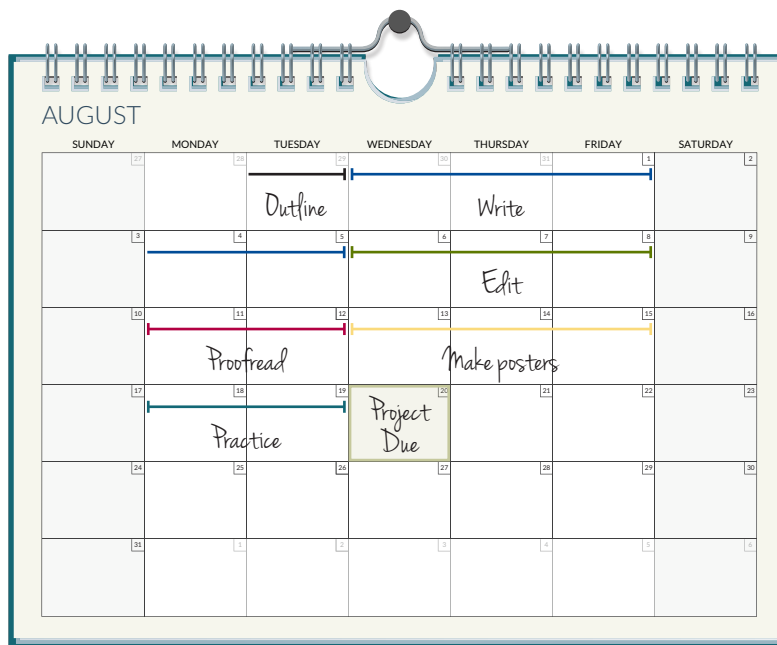 AUGUST
SUNDAY MONDAY TUESDAY WEDNESDAY THURSDAY FRIDAY SATURDAY
27 28 29 30 31 1 2
Outline Write
3 4 5 6 7 8 9
Edit
10 11 12 13 14 15 16
Proofread Make posters
17 18 19 20 21 22 23
Project
Practice Due
24 25 26 27 28 29 30
31 1 2 3 4 5 6